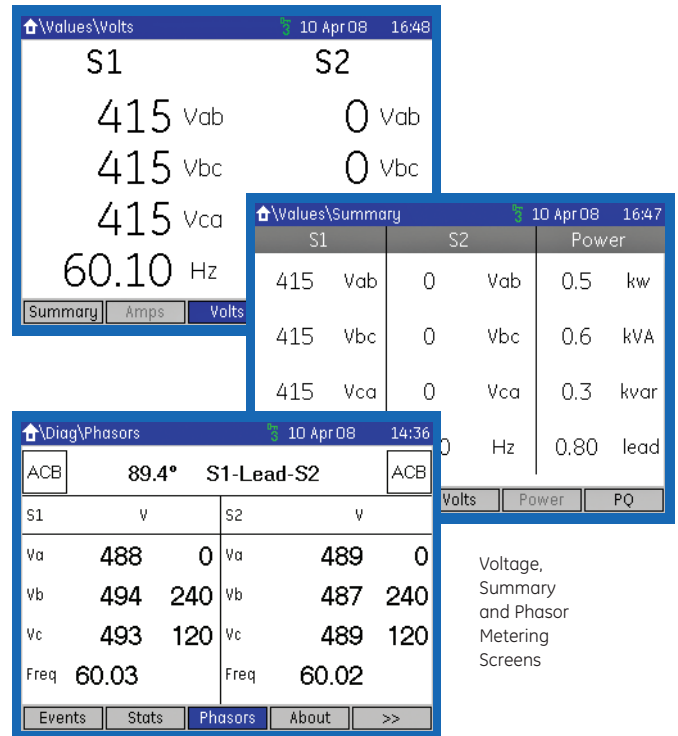 \Values\Volts 3 10 Apr 08 16:48
S1 S2
415 Vab 0 Vab
415 Vbc 0 Vbc
415 Vca
60.10 Hz
Summary Amps Volts
\Values\Summary 3 10 Apr 08 16:47
S1 S2 Power
415 Vab 0 Vab 0.5 kw
415 Vbc 0 Vbc 0.6 kVA
415 Vca 0 Vca 0.3 kvar
Hz 0.80 lead
Volts Power PQ
\Diag\Phasors 3 10 Apr 08 14:36
ACB 89.4° S1-Lead-S2 ACB
S1 V S2 V
Va 488 0 Va 489 0
Vb 494 240 Vb 487 240
Vc 493 120 Vc 489 120
Freq 60.03 Freq 60.02
Events Stats Phasors About >>
Voltage,
Summary
and Phasor
Metering
Screens